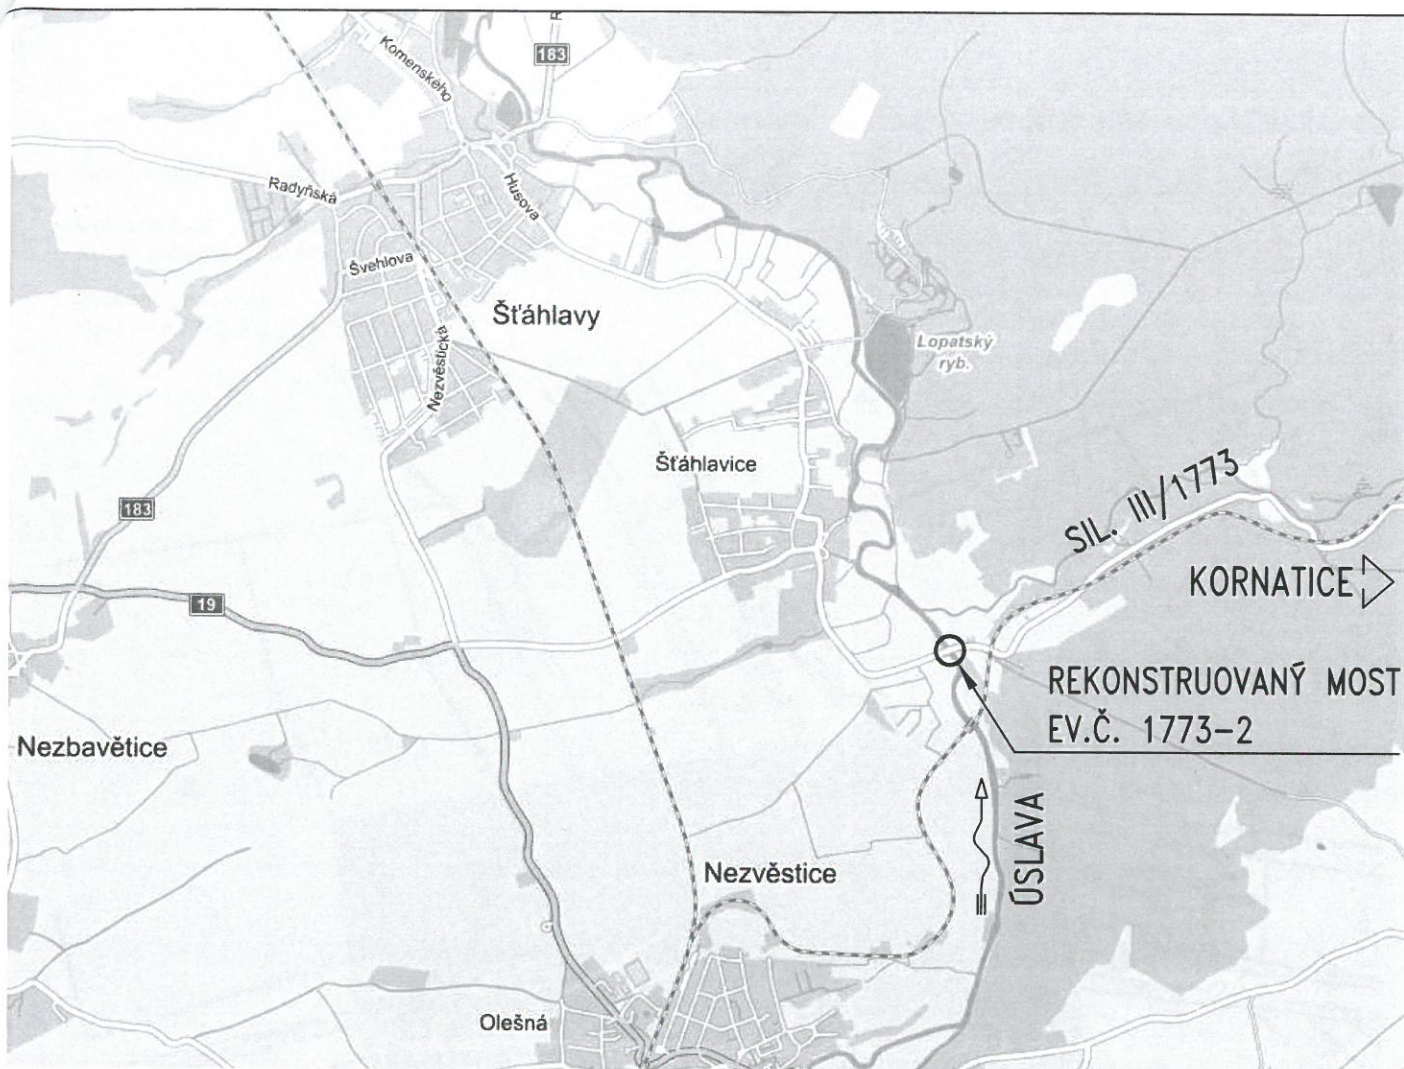 Komenského
183
Radyňská
Husova
Švehlova
Šťáhlavy
Nezvěstická
Lopatský
ryb.
Šťáhlavice
183
SIL. III/1773
KORNATICE
19
REKONSTRUOVANÝ MOST
EV.Č. 1773-2
Nezbavětice
ÚSLAVA
Nezvěstice
Olešná